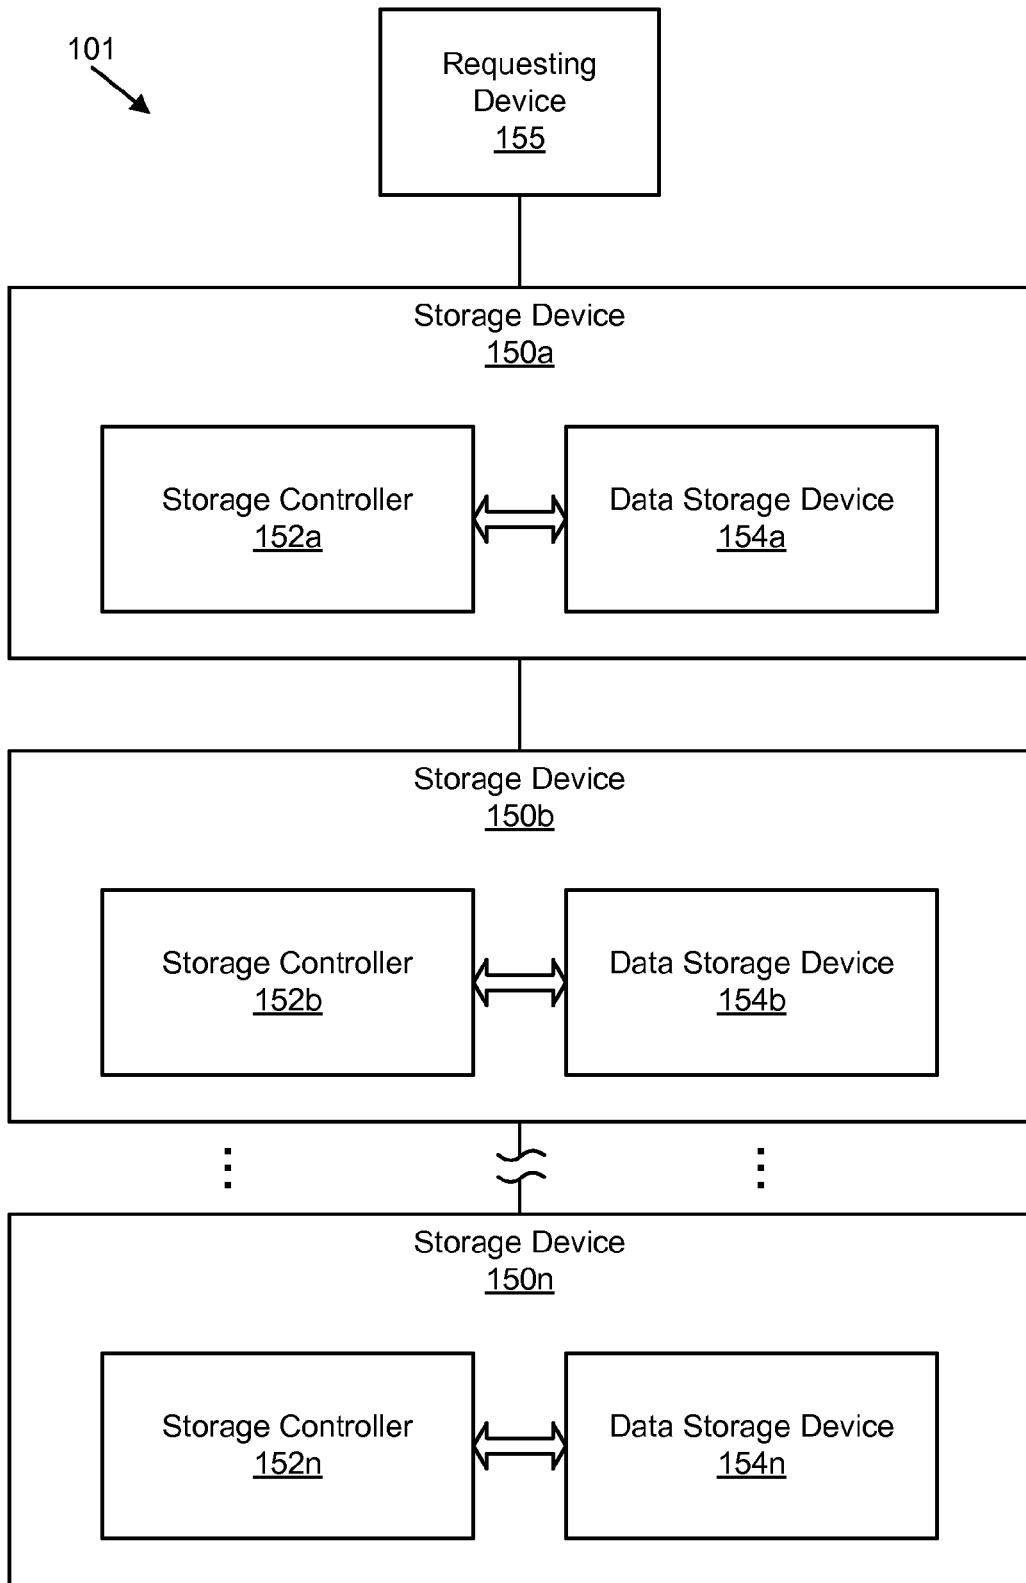 101
Requesting
Device
155
Storage Device
150a
Storage Controller
152a
Data Storage Device
154a
Storage Device
150b
Storage Controller
152b
Data Storage Device
154b
Storage Device
150n
Storage Controller
152n
Data Storage Device
154n